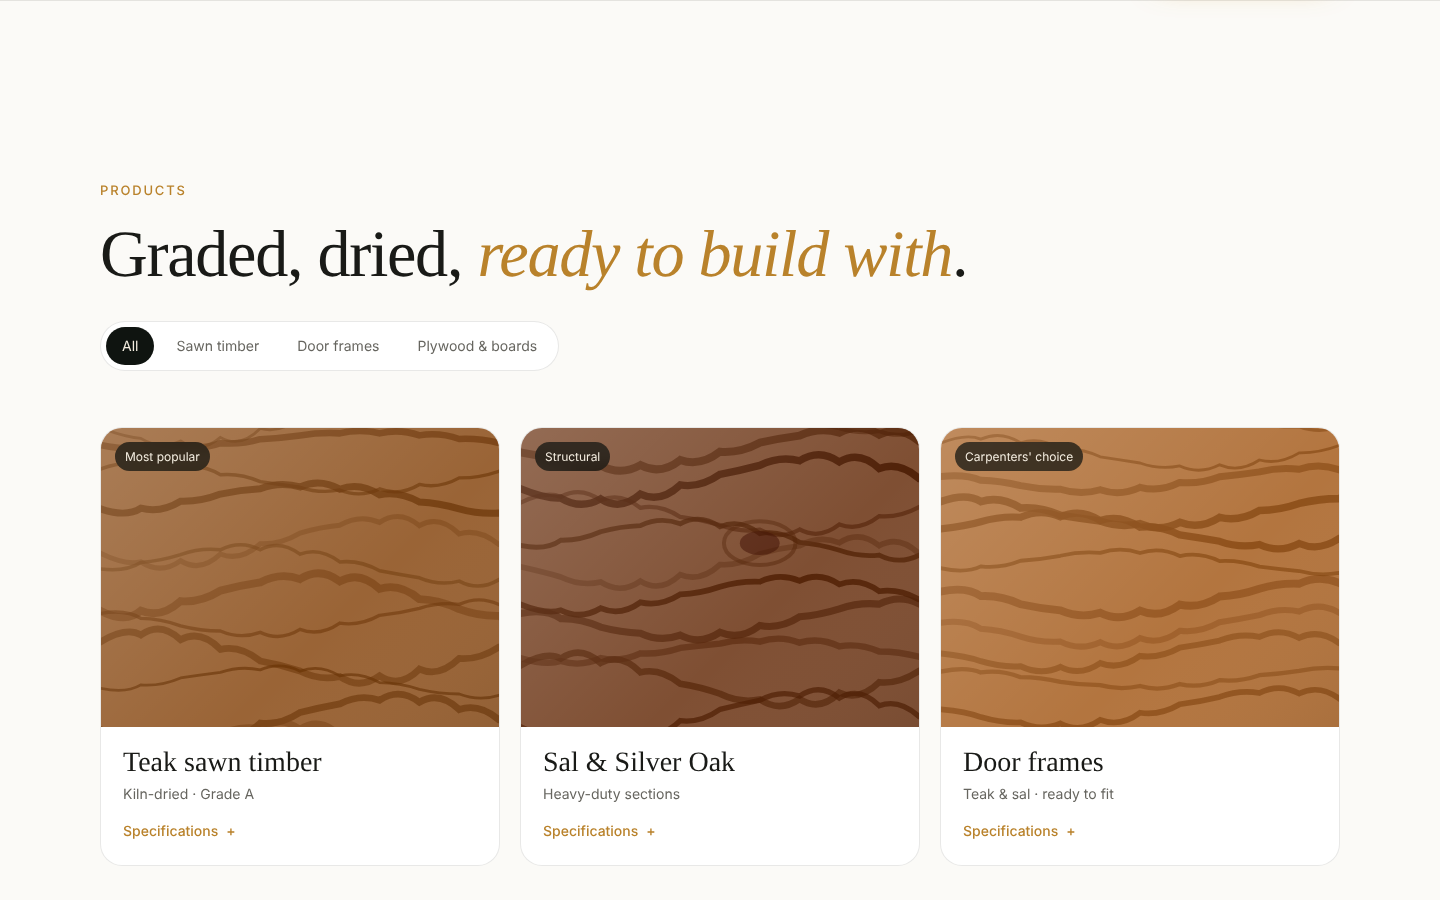 PRODUCTS
Graded, dried, ready to build with.
All
Sawn timber
Door frames
Plywood & boards
Most popular
Structural
Carpenters' choice
Teak sawn timber
Kiln-dried · Grade A
Specifications +
Sal & Silver Oak
Heavy-duty sections
Specifications +
Door frames
Teak & sal · ready to fit
Specifications +